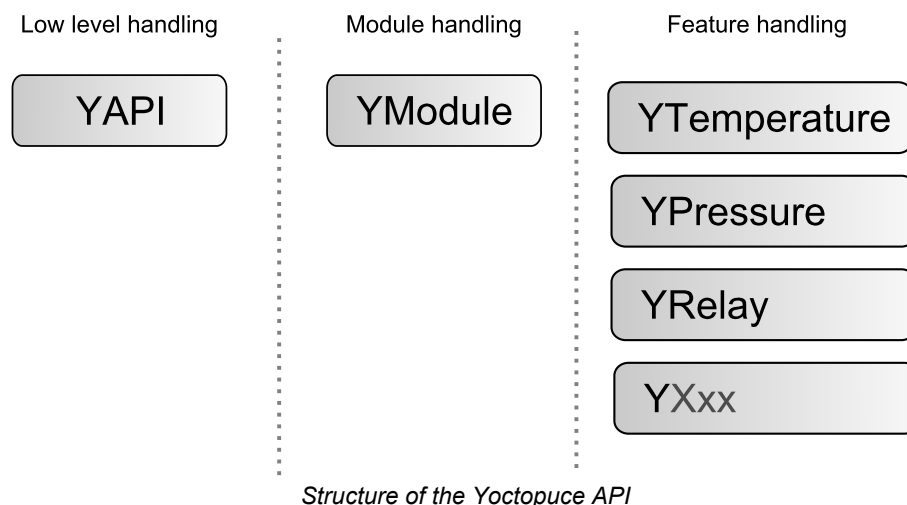 Low level handling
Module handling
Feature handling
YAPI
YModule
YTemperature
YPressure
YRelay
YXxx
Structure of the Yoctopuce API